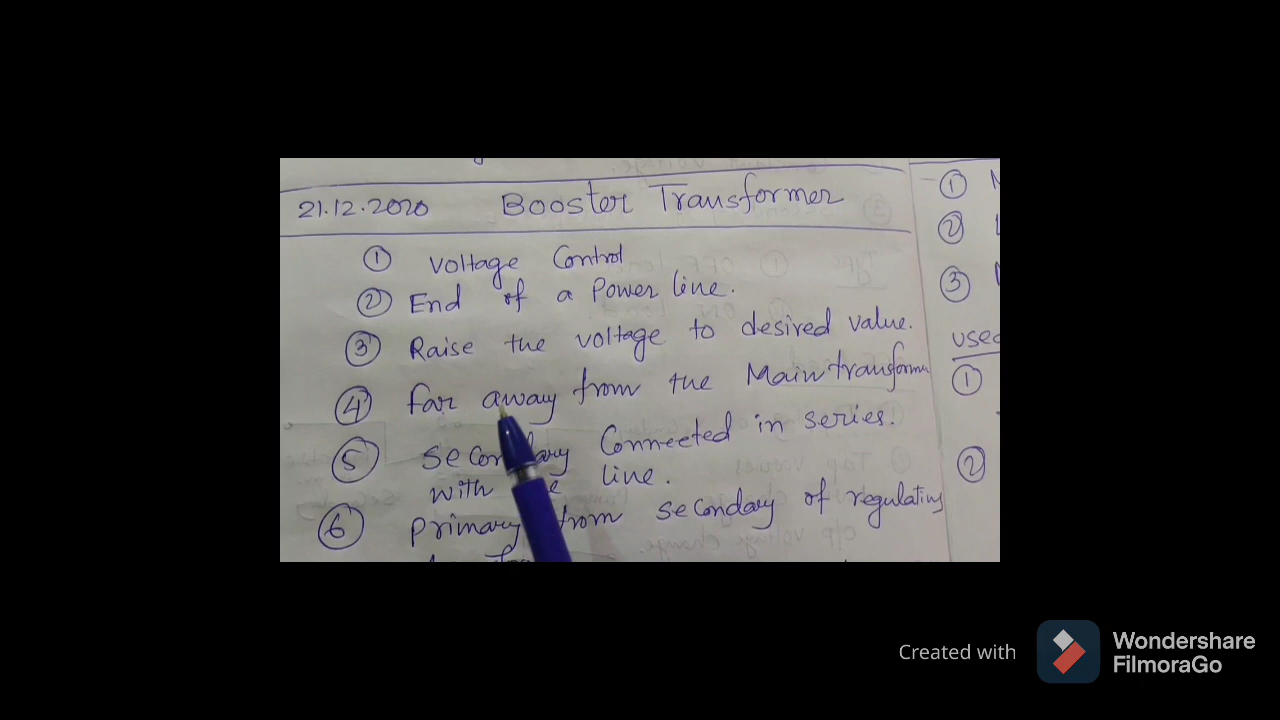 21.12.2020 Booster Transformer
① Voltage Control
② End of a Power line.
③ Raise the voltage to desired value.
④ far away from the Main transformer
⑤ Secondary Connected in series.
with line.
⑥ primary from secondary of regulating
①
②
③
used
①
②
Created with Wondershare FilmoraGo